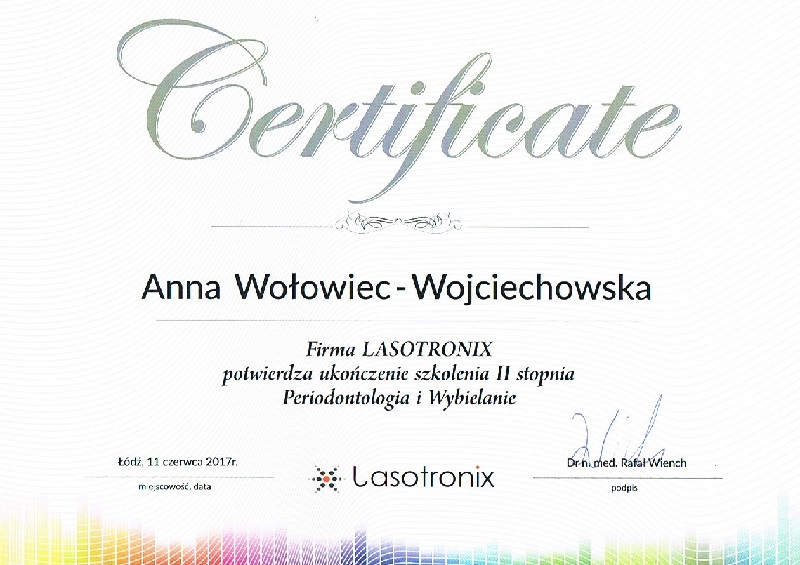 Certificate
Anna Wołowiec - Wojciechowska
Firma LASOTRONIX
potwierdza ukończenie szkolenia II stopnia
Periodontologia i Wybielanie
Łódź, 11 czerwca 2017r.
miejscowość, data
Lasotronix
Dr n. med. Rafał Wiench
podpis